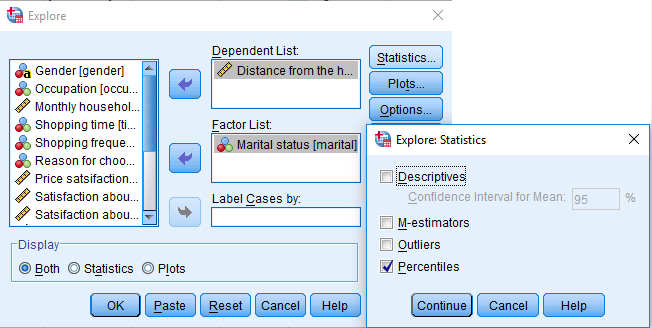 Explore
Dependent List:
Distance from the h...
Gender [gender]
Occupation [occu...
Monthly househol...
Shopping time [ti...
Shopping freque...
Reason for choo...
Price satsifaction...
Satisfaction abou...
Satsifaction abou...
Factor List:
Marital status [marital]
Label Cases by:
Statistics...
Plots...
Options...
Display
Both
Statistics
Plots
OK
Paste
Reset
Cancel
Help
Explore: Statistics
Descriptives
Confidence Interval for Mean: 95 %
M-estimators
Outliers
Percentiles
Continue
Cancel
Help